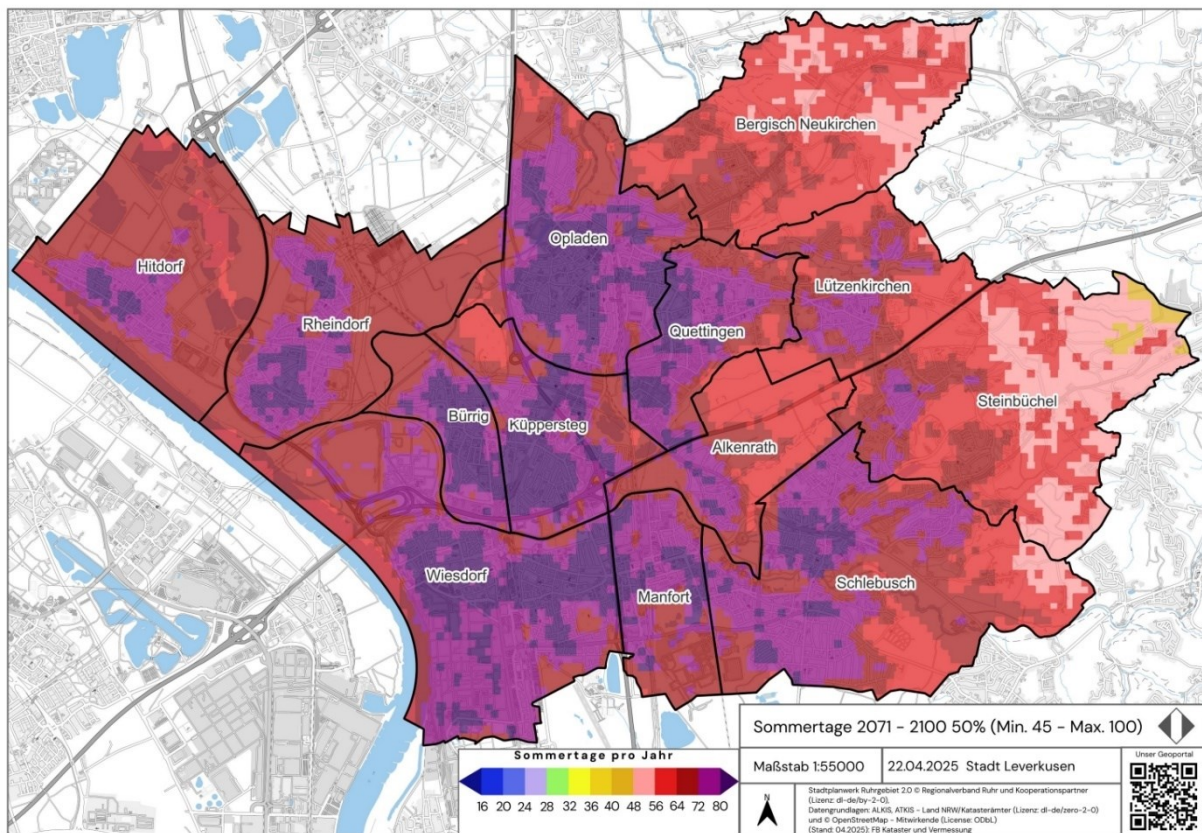 Bergisch Neukirchen
Opladen
Hitdorf
Lützenkirchen
Rheindorf
Quettingen
Steinbüchel
Bürrig
Küppersteg
Alkenrath
Wiesdorf
Schlebusch
Manfort
Sommertage 2071 - 2100 50% (Min. 45 - Max. 100)
Sommertage pro Jahr
16 20 24 28 32 36 40 48 56 64 72 80
Maßstab 1:55000
22.04.2025 Stadt Leverkusen
Unser Geoportal
N
Stadtplanwerk Ruhrgebiet 2.0 © Regionalverband Ruhr und Kooperationspartner
(Lizenz: dl-de/by-2-0),
Datengrundlagen: ALKIS, ATKIS - Land NRW/Katasterämter (Lizenz: dl-de/zero-2-0)
und © OpenStreetMap - Mitwirkende (License: ODbL)
(Stand: 04.2025); FB Kataster und Vermessung